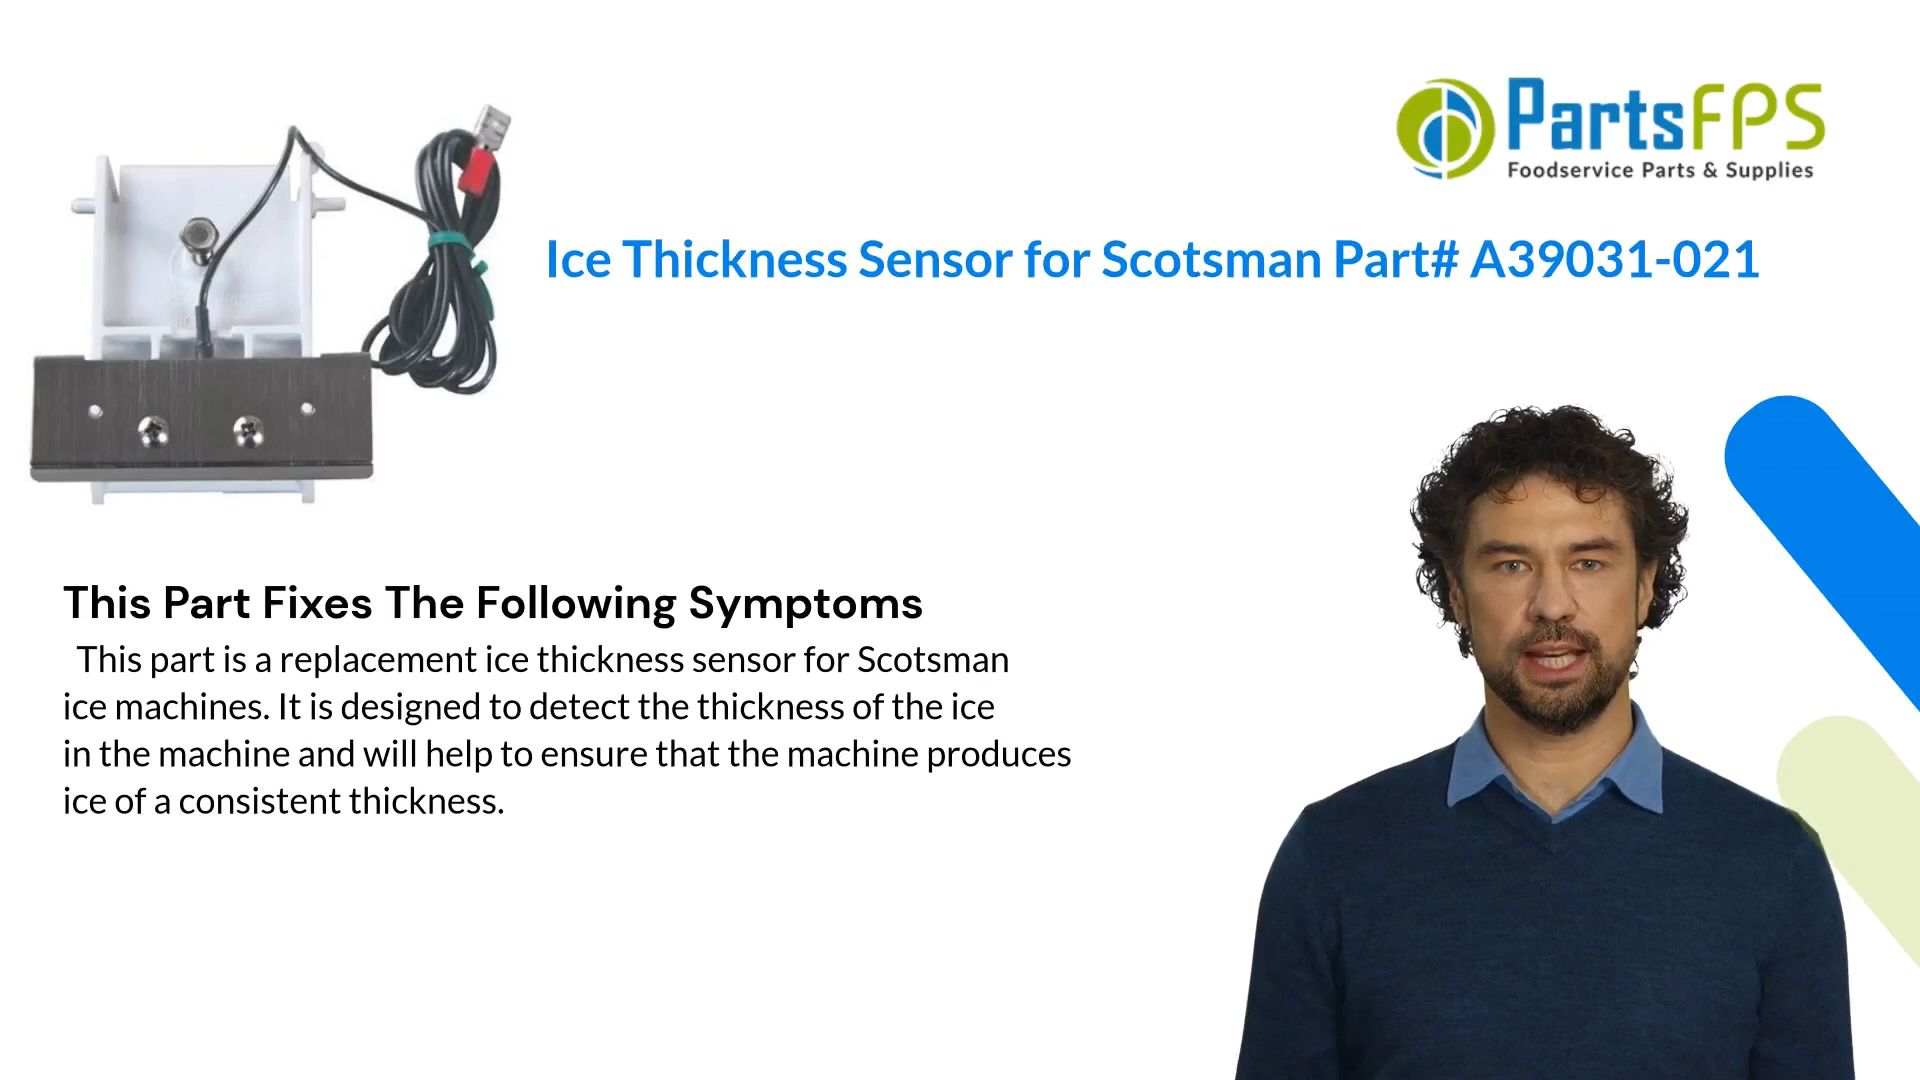 PartsFPS
Foodservice Parts & Supplies
Ice Thickness Sensor for Scotsman Part# A39031-021
This Part Fixes The Following Symptoms
This part is a replacement ice thickness sensor for Scotsman
ice machines. It is designed to detect the thickness of the ice
in the machine and will help to ensure that the machine produces
ice of a consistent thickness.